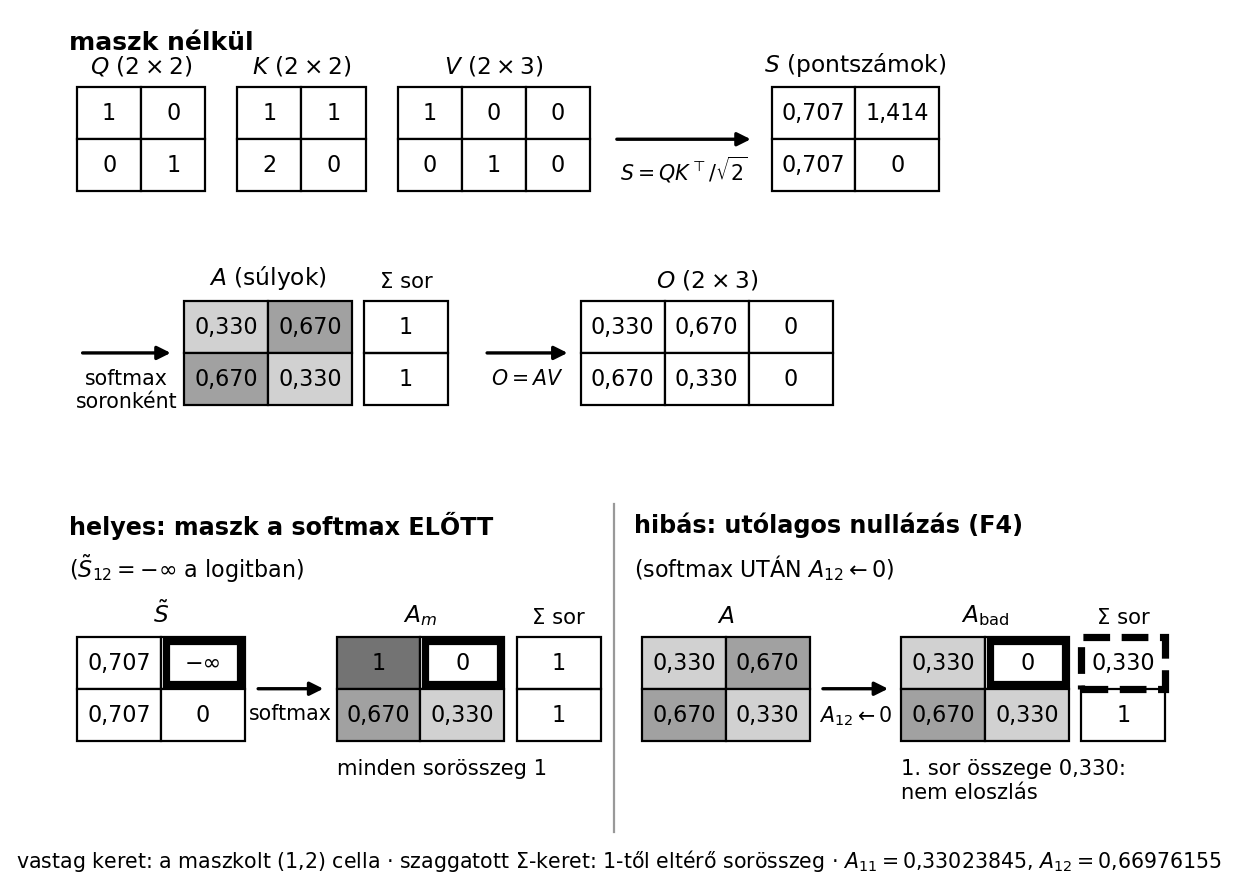 maszk nélkül
Q (2 × 2) K (2 × 2) V (2 × 3) S (pontszámok)
1 0 1 1 1 0 0 0,707 1,414
0 1 2 0 0 1 0 0,707 0
S = QK⊤/√2
A (súlyok) Σ sor O (2 × 3)
0,330 0,670 1 0,330 0,670 0
0,670 0,330 1 0,670 0,330 0
softmax
soronként
O = AV
helyes: maszk a softmax ELŐTT
(S̃₁₂ = −∞ a logitban)
S̃ Aₘ Σ sor
0,707 −∞ 1 0 1
0,707 0 0,670 0,330 1
softmax
minden sorösszeg 1
hibás: utólagos nullázás (F4)
(softmax UTÁN A₁₂ ← 0)
A A_bad Σ sor
0,330 0,670 0,330 0 0,330
0,670 0,330 0,670 0,330 1
A₁₂ ← 0
1. sor összege 0,330:
nem eloszlás
vastag keret: a maszkolt (1,2) cella · szaggatott Σ-keret: 1-től eltérő sorösszeg · A₁₁ = 0,33023845, A₁₂ = 0,66976155